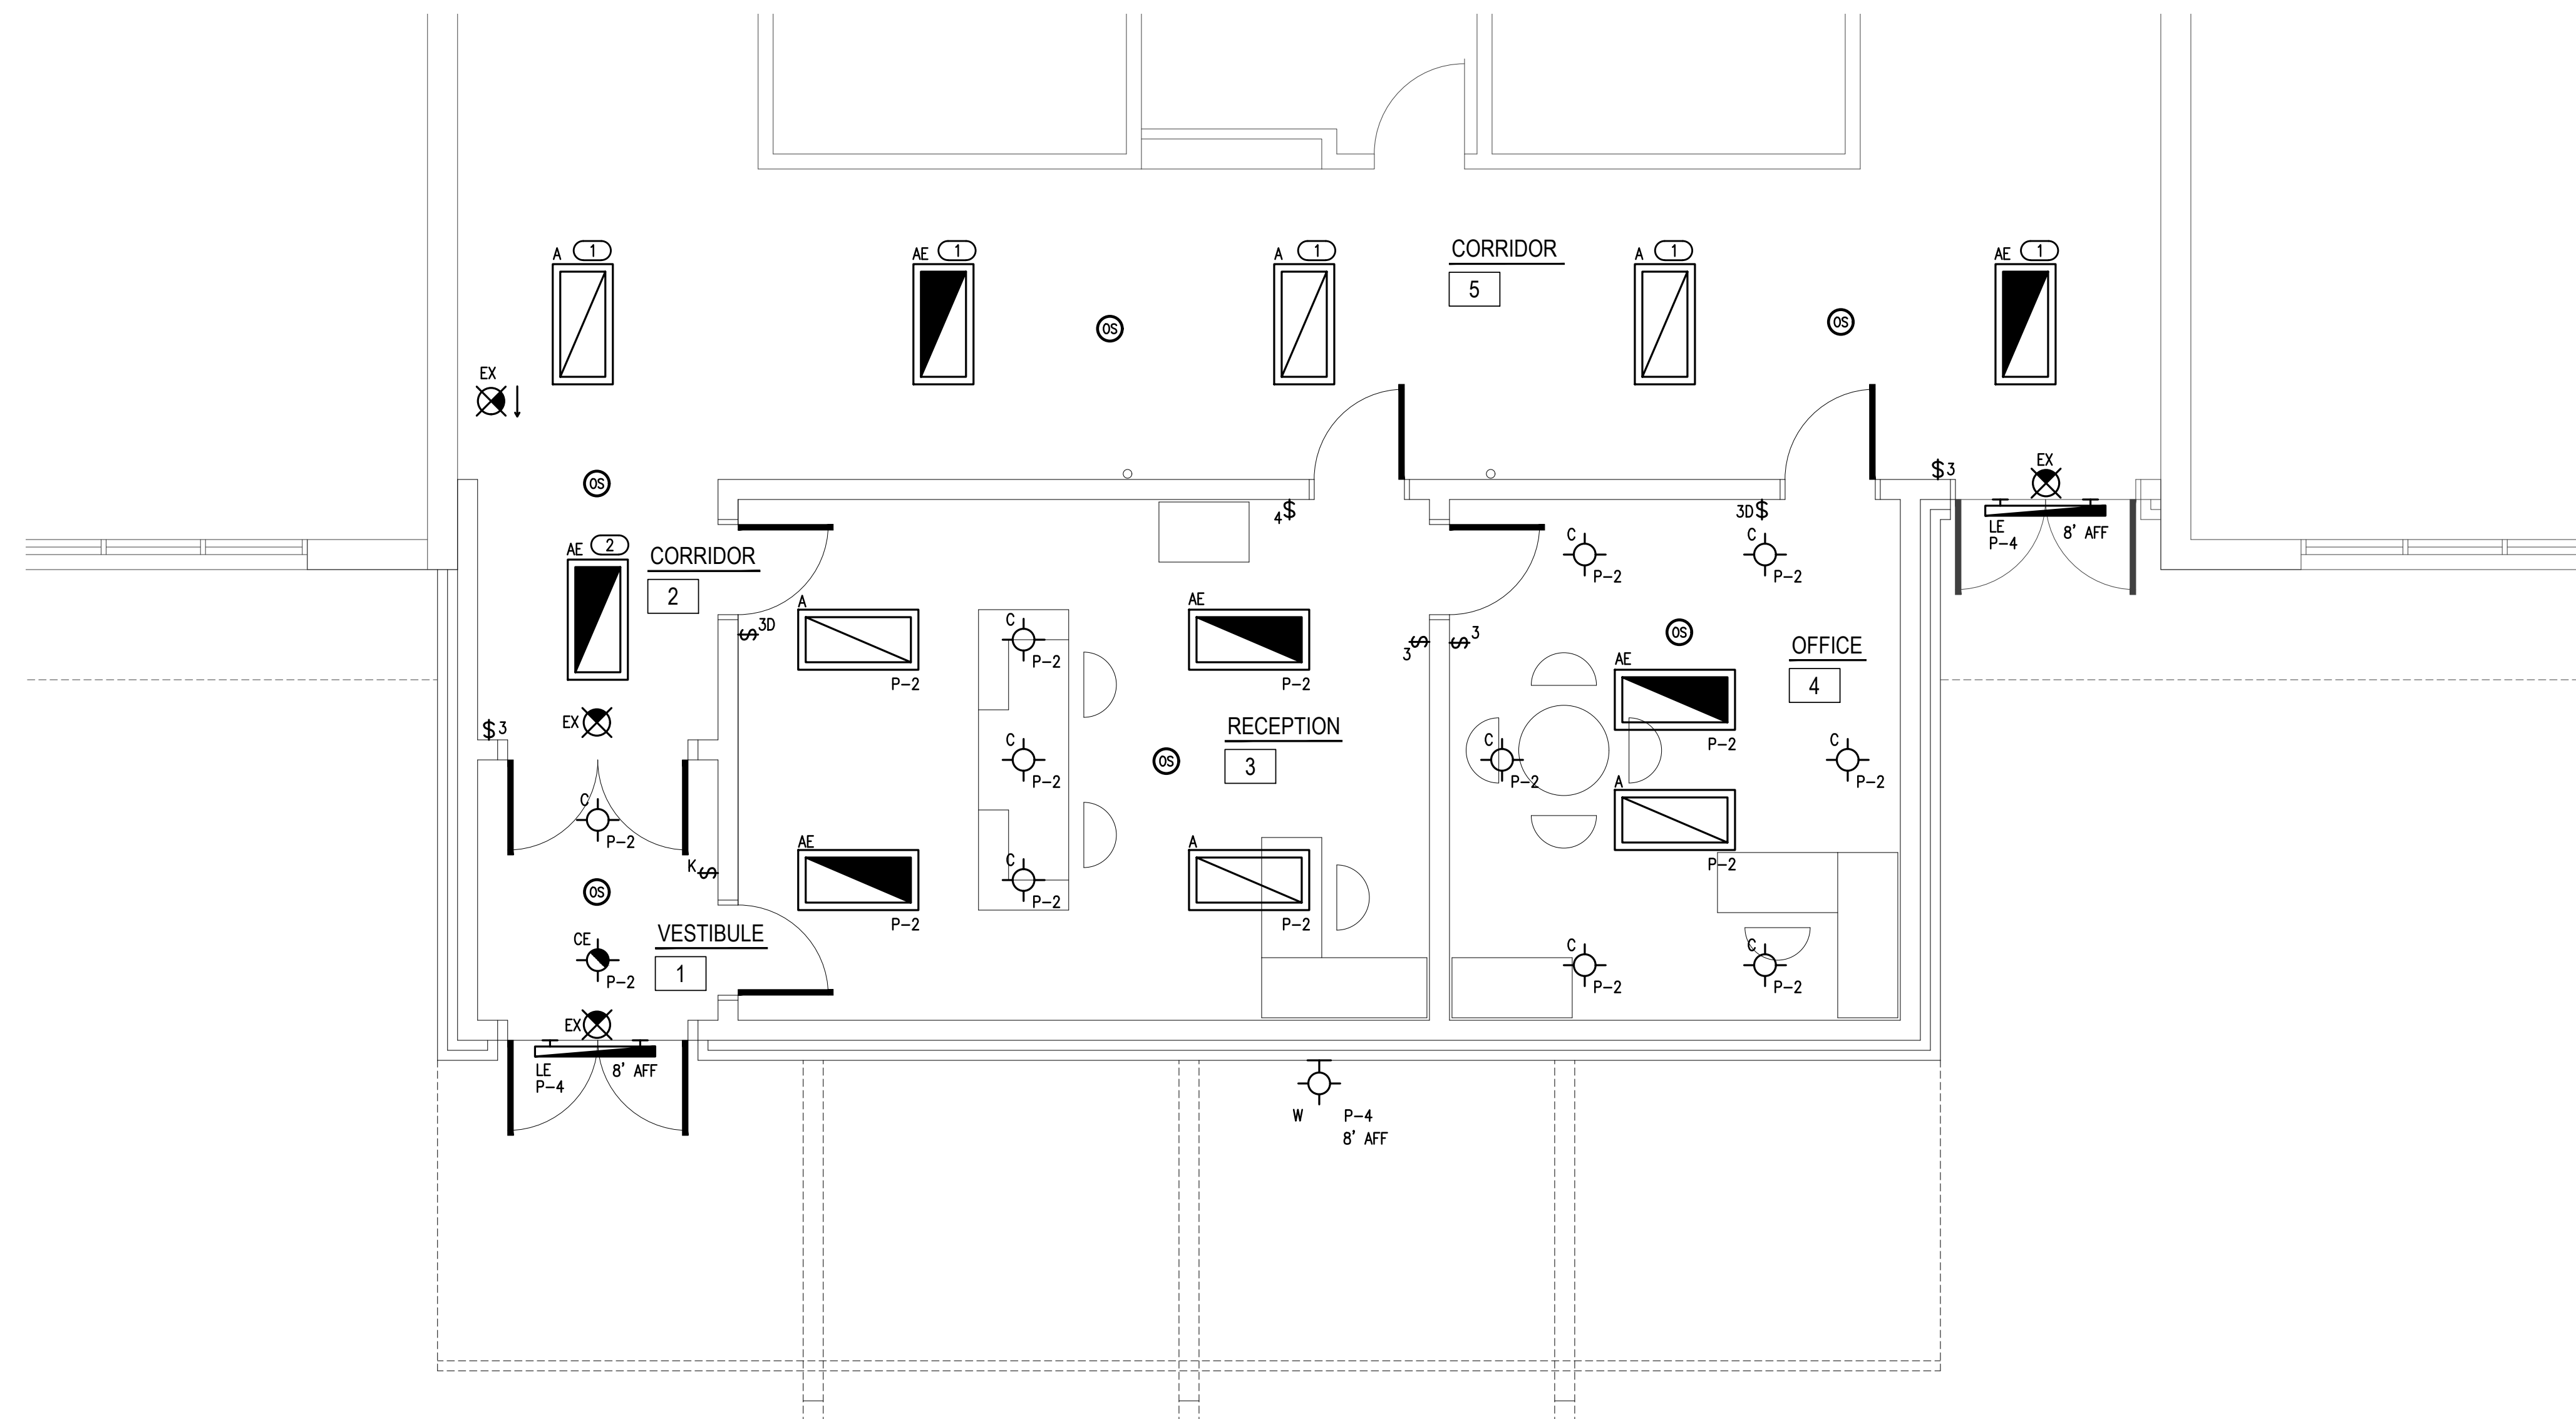 A 1
AE 1
A 1
CORRIDOR
A 1
AE 1
5
OS
OS
EX
EX
$3
OS
4$
3D$
C
C
LE
8' AFF
P-4
AE 2
CORRIDOR
P-2
P-2
2
A
AE
C
$3D
OS
3$
$3
OFFICE
P-2
P-2
P-2
AE
4
EX
$3
RECEPTION
C
P-2
C
C
OS
3
P-2
P-2
P-2
A
C
P-2
AE
C
A
K$
P-2
OS
P-2
P-2
P-2
VESTIBULE
CE
C
C
1
P-2
P-2
P-2
EX
LE
8' AFF
P-4
W
P-4
8' AFF